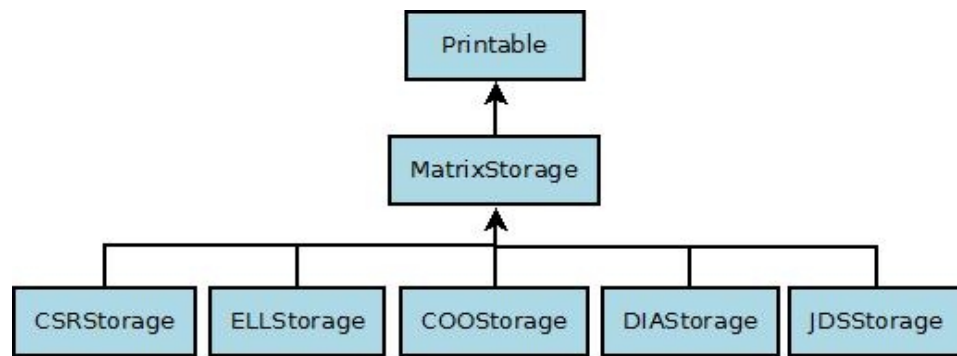 Printable
MatrixStorage
CSRStorage
ELLStorage
COOStorage
DIAStorage
JDSStorage